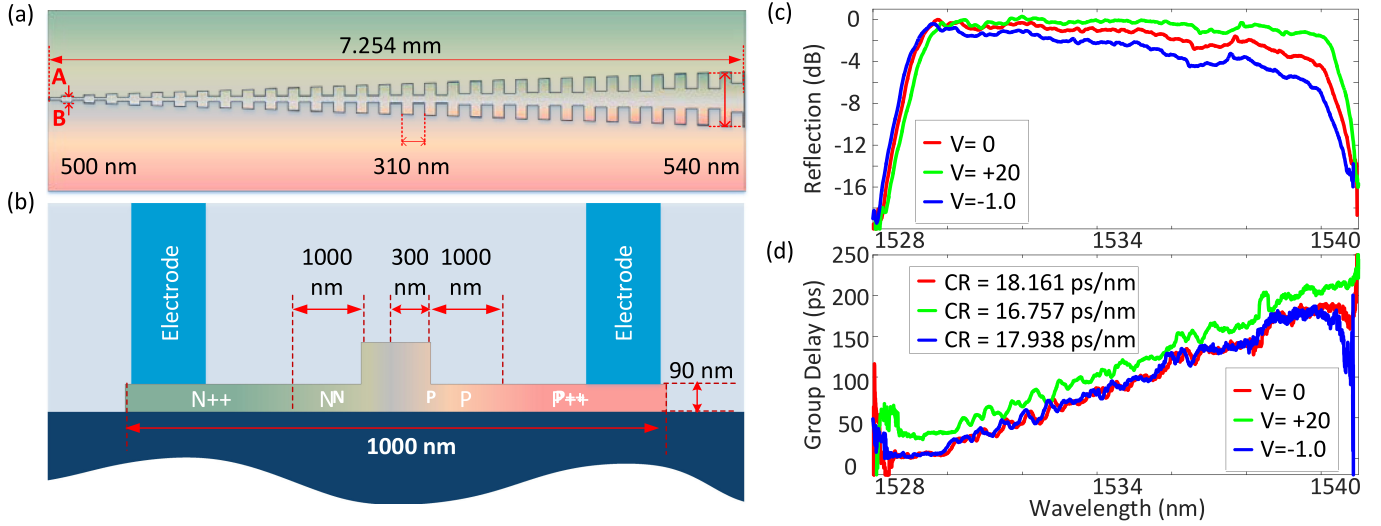 (a)
7.254 mm
A
B
500 nm
310 nm
540 nm
(b)
Electrode
1000
nm
300
nm
1000
nm
Electrode
90 nm
N++
N
N
P
P
P++
P++
1000 nm
(c)
Reflection (dB)
0
-4
-8
-12
-16
V= 0
V= +20
V=-1.0
1528
1534
1540
(d)
Group Delay (ps)
250
200
150
100
50
0
CR = 18.161 ps/nm
CR = 16.757 ps/nm
CR = 17.938 ps/nm
V= 0
V= +20
V=-1.0
1528
1534
1540
Wavelength (nm)